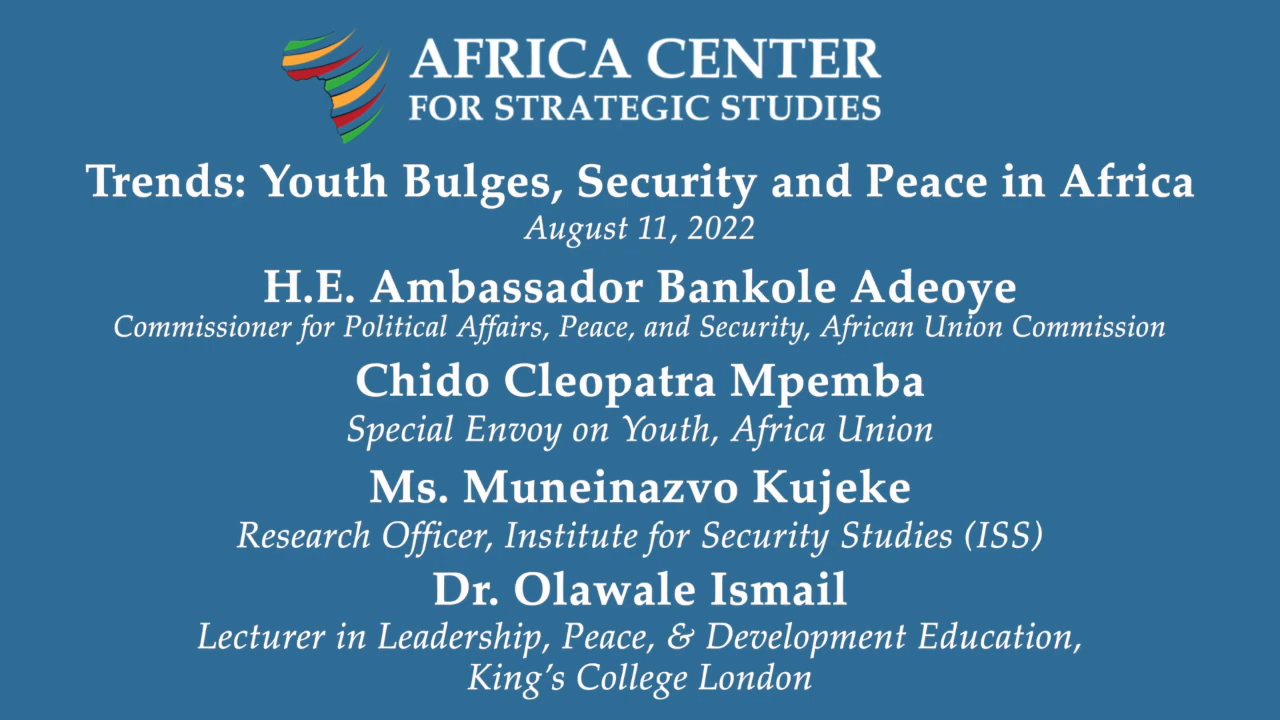 AFRICA CENTER
FOR STRATEGIC STUDIES
Trends: Youth Bulges, Security and Peace in Africa
August 11, 2022
H.E. Ambassador Bankole Adeoye
Commissioner for Political Affairs, Peace, and Security, African Union Commission
Chido Cleopatra Mpemba
Special Envoy on Youth, Africa Union
Ms. Muneinazvo Kujeke
Research Officer, Institute for Security Studies (ISS)
Dr. Olawale Ismail
Lecturer in Leadership, Peace, & Development Education,
King's College London